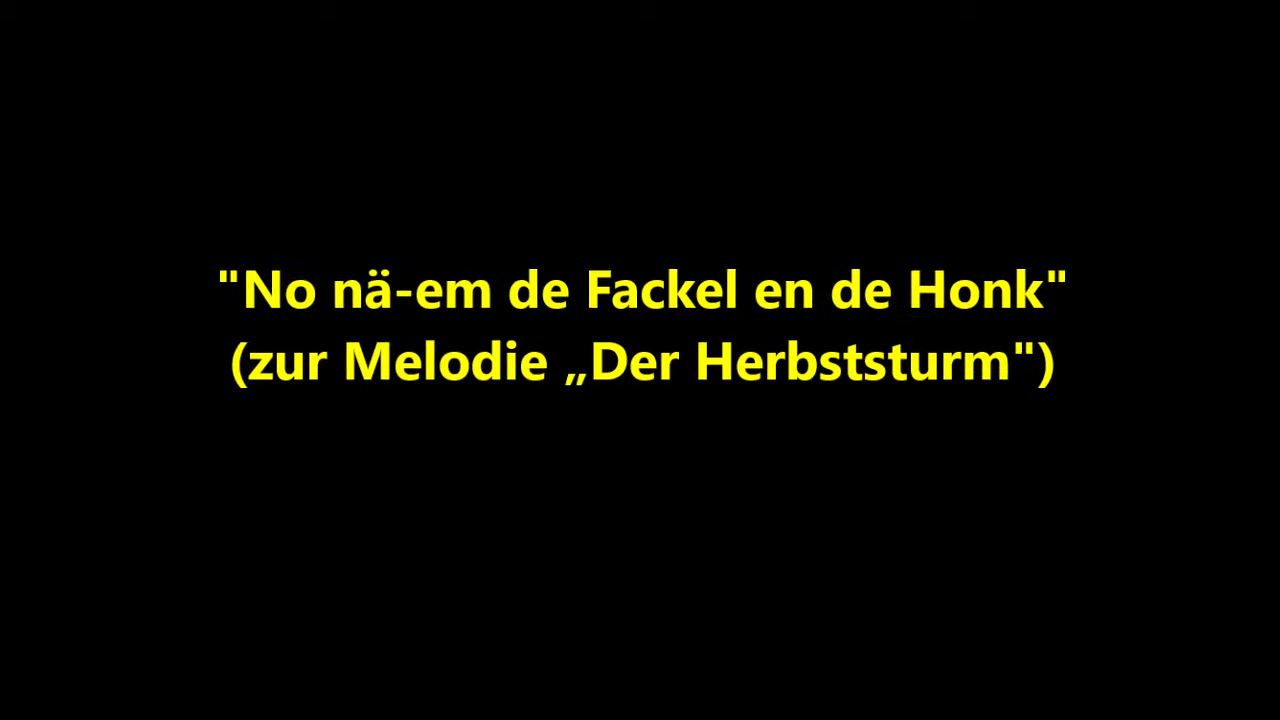 "No nä-em de Fackel en de Honk"
(zur Melodie „Der Herbststurm")